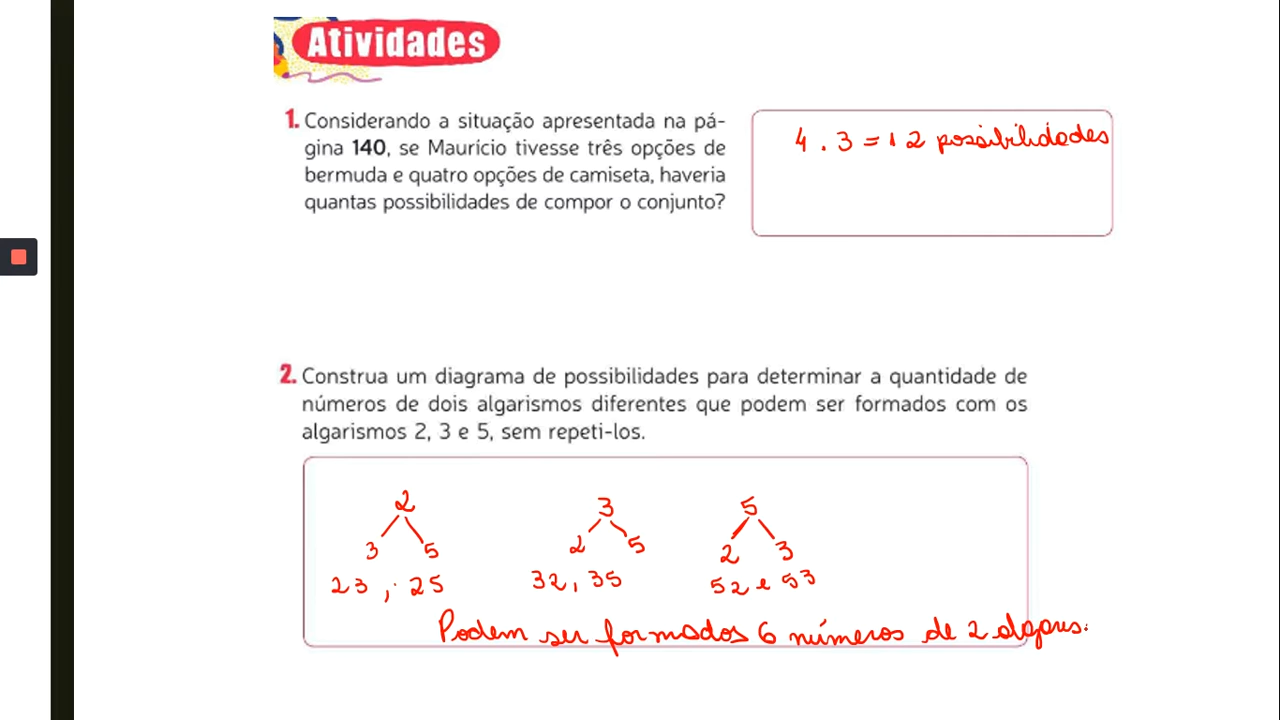 Atividades
1. Considerando a situação apresentada na pá-
gina 140, se Maurício tivesse três opções de
bermuda e quatro opções de camiseta, haveria
quantas possibilidades de compor o conjunto?
4 . 3 = 12 possibilidades
2. Construa um diagrama de possibilidades para determinar a quantidade de
números de dois algarismos diferentes que podem ser formados com os
algarismos 2, 3 e 5, sem repeti-los.
2 3 5
3 5 2 5 2 3
23, 25 32, 35 52 e 53
Podem ser formados 6 números de 2 algaris.